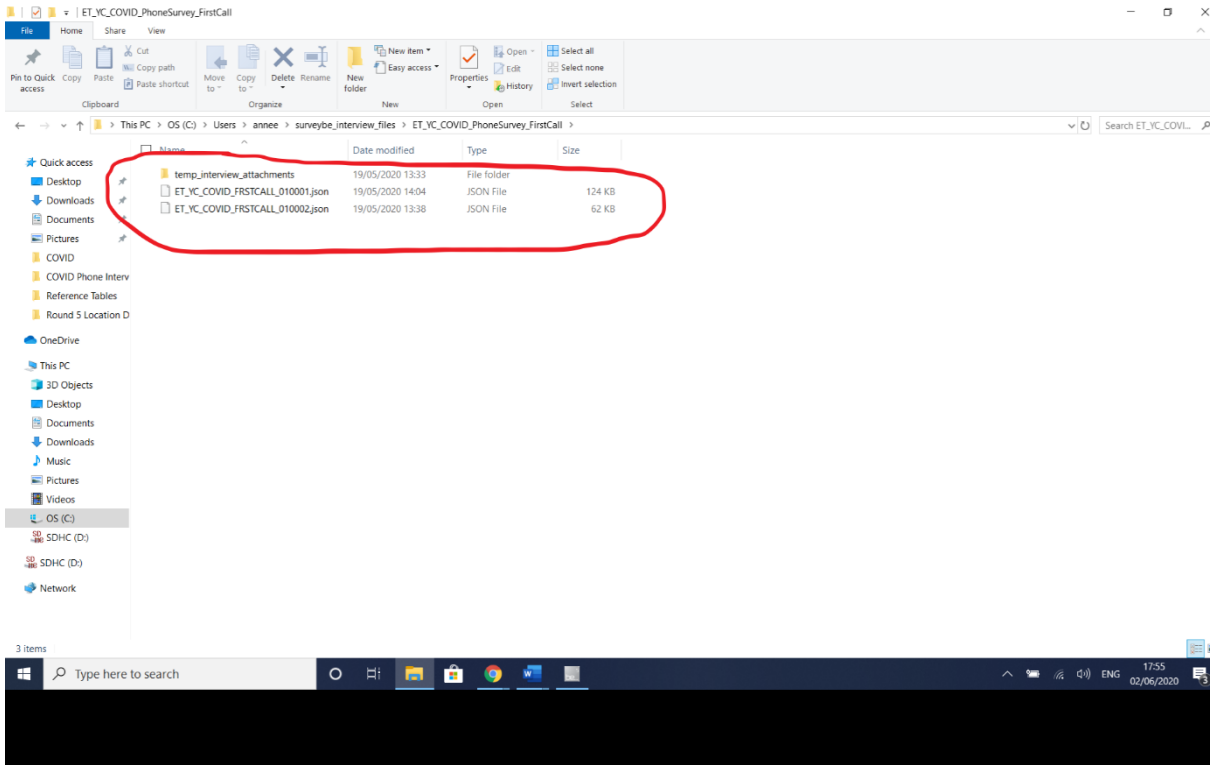 ET_YC_COVID_PhoneSurvey_FirstCall
File Home Share View
Pin to Quick access
Copy
Paste
Cut
Copy path
Paste shortcut
Clipboard
Move to
Copy to
Delete
Rename
Organize
New folder
New item
Easy access
New
Properties
Open
Edit
History
Open
Select all
Select none
Invert selection
Select
This PC > OS (C:) > Users > annee > surveybe_interview_files > ET_YC_COVID_PhoneSurvey_FirstCall >
Search ET_YC_COVI...
Name Date modified Type Size
temp_interview_attachments 19/05/2020 13:33 File folder
ET_YC_COVID_FRSTCALL_010001.json 19/05/2020 14:04 JSON File 124 KB
ET_YC_COVID_FRSTCALL_010002.json 19/05/2020 13:38 JSON File 62 KB
Quick access
Desktop
Downloads
Documents
Pictures
COVID
COVID Phone Interv
Reference Tables
Round 5 Location D
OneDrive
This PC
3D Objects
Desktop
Documents
Downloads
Music
Pictures
Videos
OS (C:)
SDHC (D:)
SDHC (D:)
Network
3 items
Type here to search
ENG
17:55
02/06/2020
3